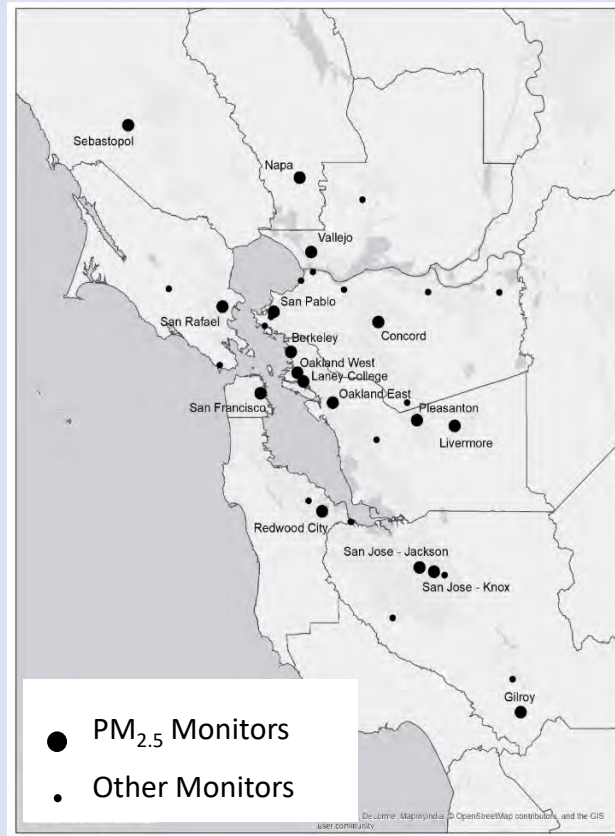 Sebastopol
Napa
Vallejo
San Pablo
San Rafael
Concord
Berkeley
Oakland West
Laney College
Oakland East
San Francisco
Pleasanton
Livermore
Redwood City
San Jose - Jackson
San Jose - Knox
Gilroy
PM2.5 Monitors
Other Monitors
DeLorme, MapmyIndia, © OpenStreetMap contributors, and the GIS
user community